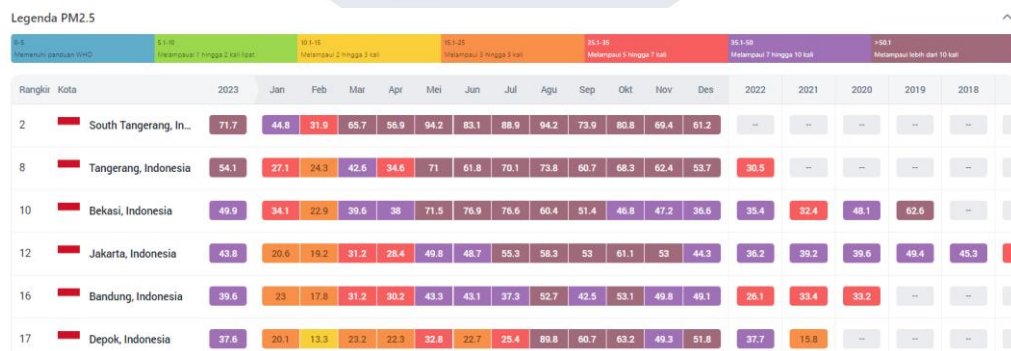 Legenda PM2.5
0-5 5.1-10 10.1-15 15.1-25 25.1-35 35.1-50 >50.1
Memenuhi panduan WHO Melampaui 1 hingga 2 kali lipat Melampaui 2 hingga 3 kali Melampaui 3 hingga 5 kali Melampaui 5 hingga 7 kali Melampaui 7 hingga 10 kali Melampaui lebih dari 10 kali
Rangkir Kota 2023 Jan Feb Mar Apr Mei Jun Jul Agu Sep Okt Nov Des 2022 2021 2020 2019 2018
2 South Tangerang, In... 71.7 44.8 31.9 65.7 56.9 94.2 83.1 88.9 94.2 73.9 80.8 69.4 61.2 -- -- -- -- --
8 Tangerang, Indonesia 54.1 27.1 24.3 42.6 34.6 71 61.8 70.1 73.8 60.7 68.3 62.4 53.7 30.5 -- -- -- --
10 Bekasi, Indonesia 49.9 34.1 22.9 39.6 38 71.5 76.9 76.6 60.4 51.4 46.8 47.2 36.6 35.4 32.4 48.1 62.6 --
12 Jakarta, Indonesia 43.8 20.6 19.2 31.2 28.4 49.8 48.7 55.3 58.3 53 61.1 53 44.3 36.2 39.2 39.6 49.4 45.3
16 Bandung, Indonesia 39.6 23 17.8 31.2 30.2 43.3 43.1 37.3 52.7 42.5 53.1 49.8 49.1 26.1 33.4 33.2 -- --
17 Depok, Indonesia 37.6 20.1 13.3 23.2 22.3 32.8 22.7 25.4 89.8 60.7 63.2 49.3 51.8 37.7 15.8 -- -- --